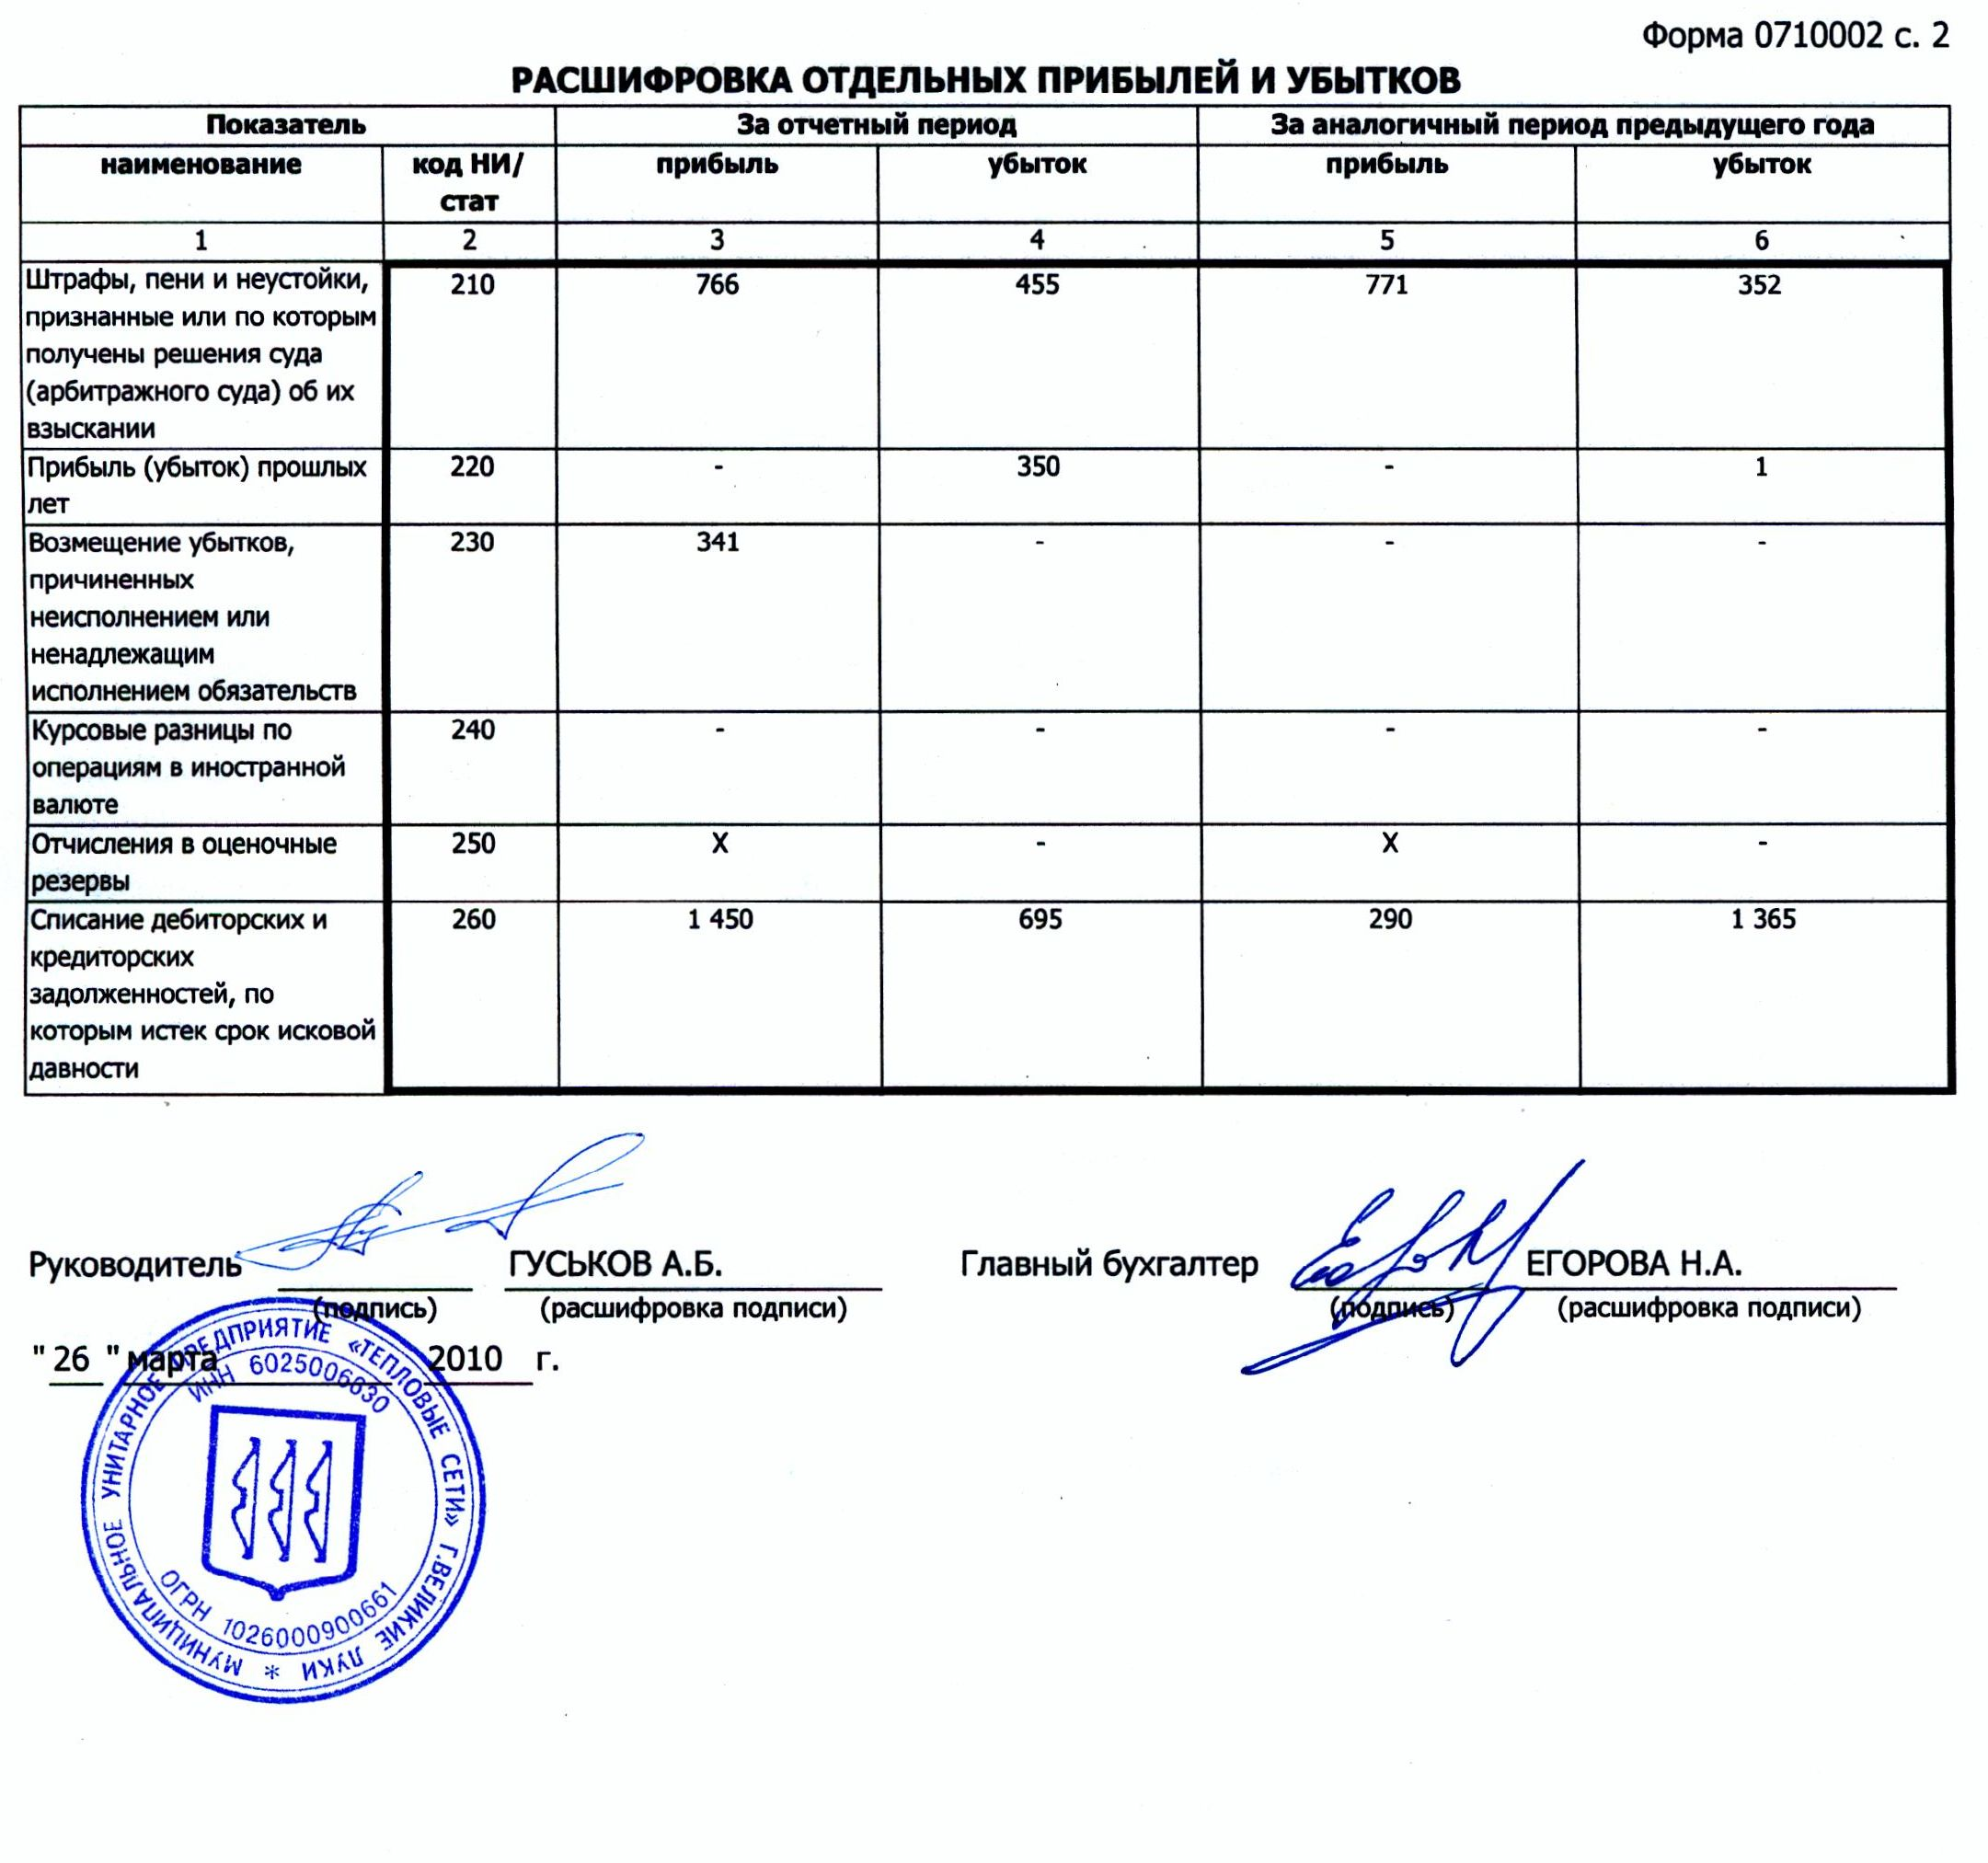 Форма 0710002 с. 2
РАСШИФРОВКА ОТДЕЛЬНЫХ ПРИБЫЛЕЙ И УБЫТКОВ
Показатель За отчетный период За аналогичный период предыдущего года
наименование код НИ/ прибыль убыток прибыль убыток
стат
1 2 3 4 5 6
Штрафы, пени и неустойки, 210 766 455 771 352
признанные или по которым
получены решения суда
(арбитражного суда) об их
взыскании
Прибыль (убыток) прошлых 220 - 350 - 1
лет
Возмещение убытков, 230 341 - - -
причиненных
неисполнением или
ненадлежащим
исполнением обязательств
Курсовые разницы по 240 - - - -
операциям в иностранной
валюте
Отчисления в оценочные 250 Х - Х -
резервы
Списание дебиторских и 260 1 450 695 290 1 365
кредиторских
задолженностей, по
которым истек срок исковой
давности
Руководитель ГУСЬКОВ А.Б. Главный бухгалтер ЕГОРОВА Н.А.
(подпись) (расшифровка подписи) (подпись) (расшифровка подписи)
" 26 " марта 2010 г.
МУНИЦИПАЛЬНОЕ УНИТАРНОЕ ПРЕДПРИЯТИЕ «ТЕПЛОВЫЕ СЕТИ» Г.ВЕЛИКИЕ ЛУКИ *
ИНН 6025006630
ОГРН 1026000900661